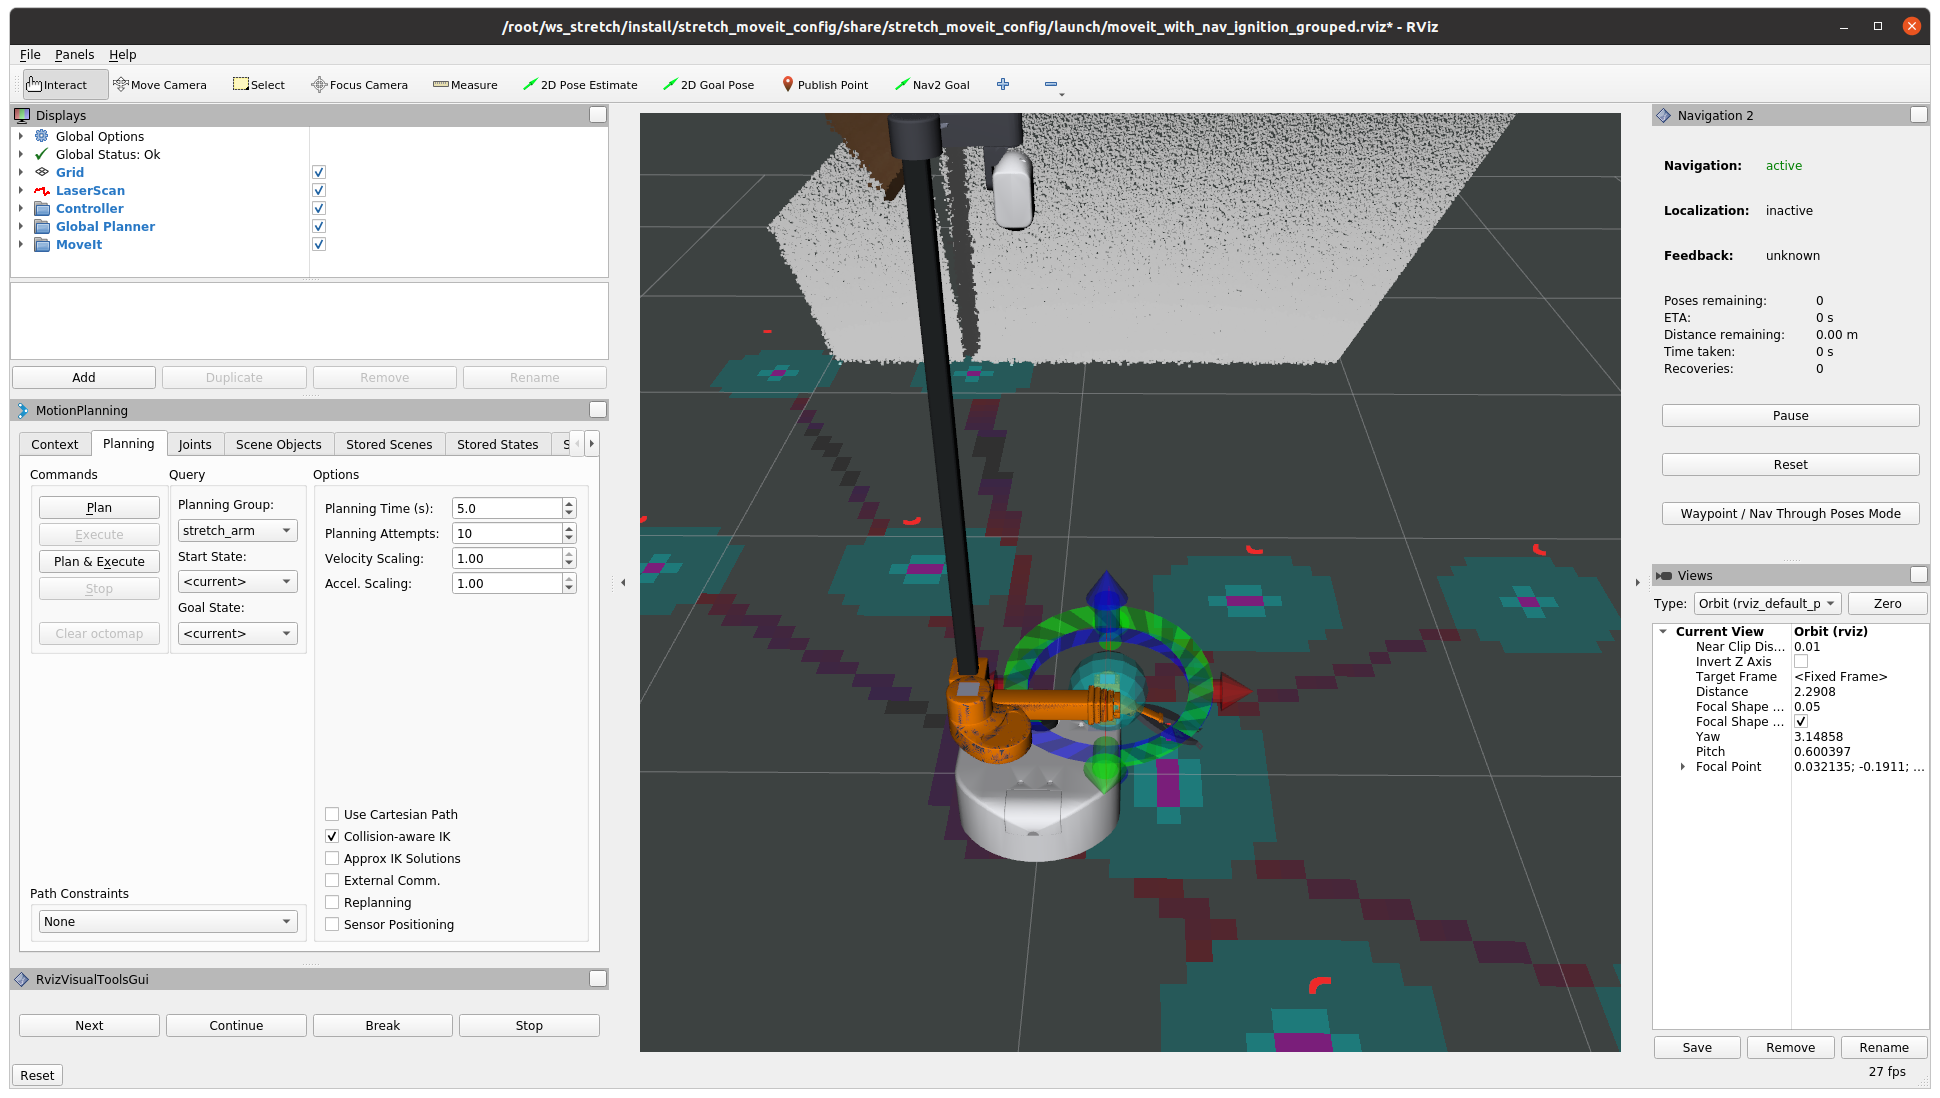 /root/ws_stretch/install/stretch_moveit_config/share/stretch_moveit_config/launch/moveit_with_nav_ignition_grouped.rviz* - RViz
File Panels Help
Interact Move Camera Select Focus Camera Measure 2D Pose Estimate 2D Goal Pose Publish Point Nav2 Goal
Displays
Global Options
Global Status: Ok
Grid
LaserScan
Controller
Global Planner
MoveIt
Add Duplicate Remove Rename
MotionPlanning
Context Planning Joints Scene Objects Stored Scenes Stored States S
Commands
Plan
Execute
Plan & Execute
Stop
Clear octomap
Query
Planning Group:
stretch_arm
Start State:
<current>
Goal State:
<current>
Options
Planning Time (s): 5.0
Planning Attempts: 10
Velocity Scaling: 1.00
Accel. Scaling: 1.00
Use Cartesian Path
Collision-aware IK
Approx IK Solutions
External Comm.
Replanning
Sensor Positioning
Path Constraints
None
RvizVisualToolsGui
Next Continue Break Stop
Reset
Navigation 2
Navigation: active
Localization: inactive
Feedback: unknown
Poses remaining: 0
ETA: 0 s
Distance remaining: 0.00 m
Time taken: 0 s
Recoveries: 0
Pause
Reset
Waypoint / Nav Through Poses Mode
Views
Type: Orbit (rviz_default_p Zero
Current View Orbit (rviz)
Near Clip Dis... 0.01
Invert Z Axis
Target Frame <Fixed Frame>
Distance 2.2908
Focal Shape ... 0.05
Focal Shape ...
Yaw 3.14858
Pitch 0.600397
Focal Point 0.032135; -0.1911; ...
Save Remove Rename
27 fps